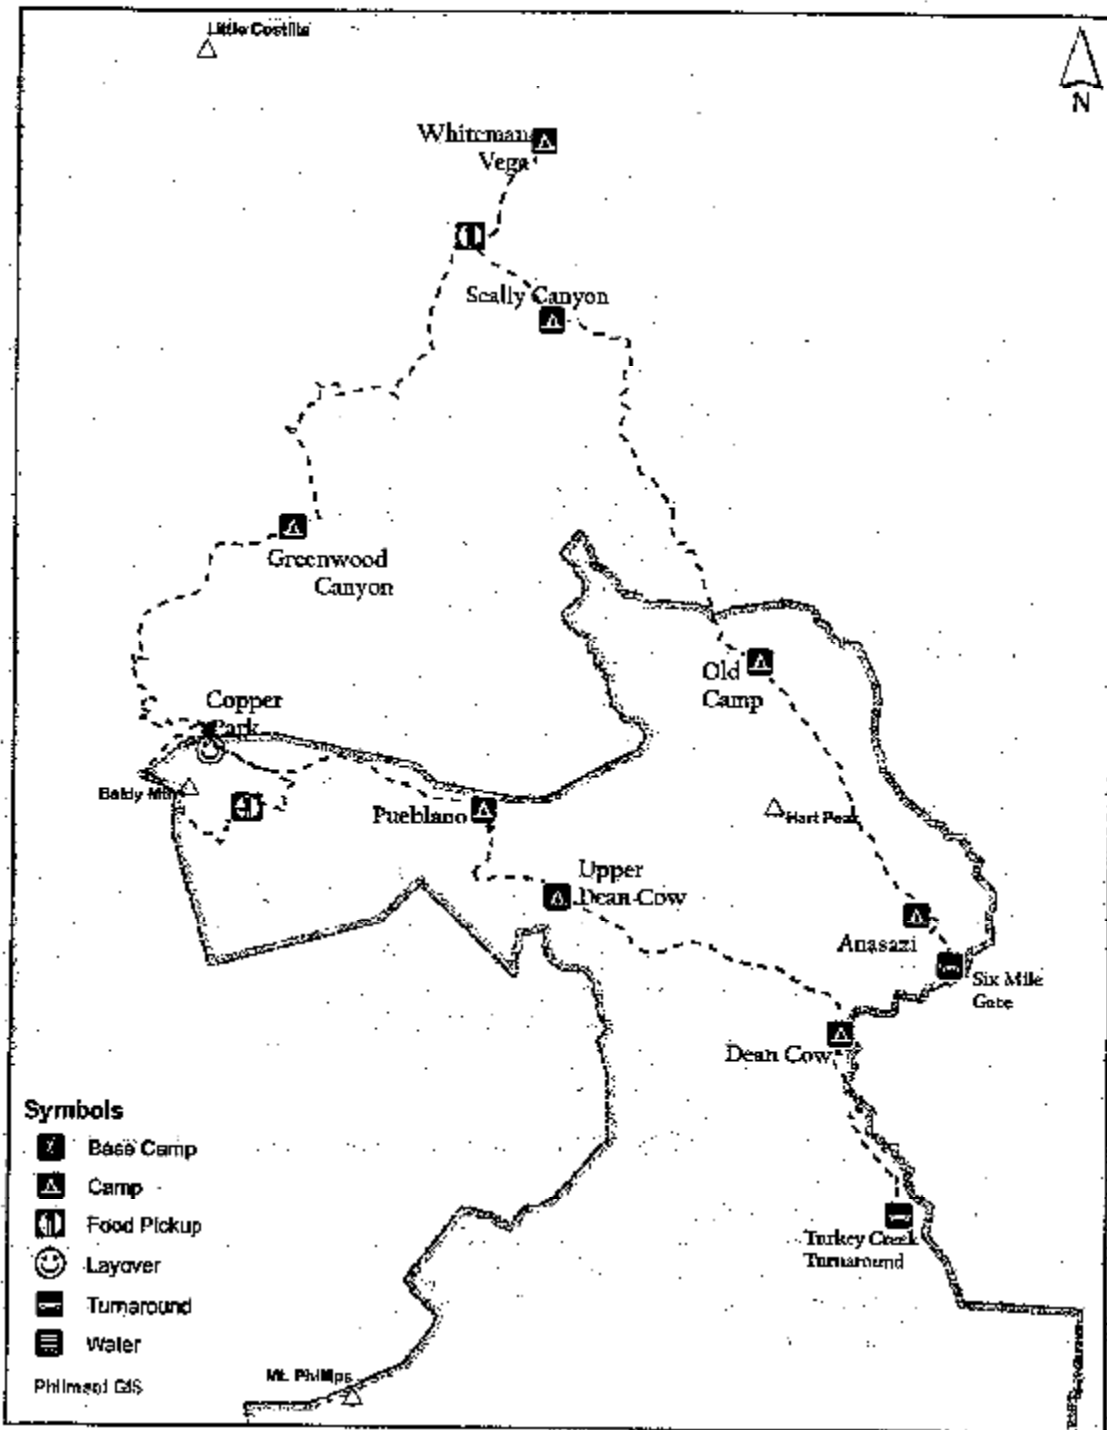 Little Costilla
N
Whiteman
Vega
Scally Canyon
Greenwood
Canyon
Old
Camp
Copper
Park
Baldy Mtn
Hart Peak
Pueblano
Upper
Dean Cow
Anasazi
Six Mile
Gate
Dean Cow
Turkey Creek
Turnaround
Symbols
Base Camp
Camp
Food Pickup
Layover
Turnaround
Water
Philmont GIS
Mt. Phillips